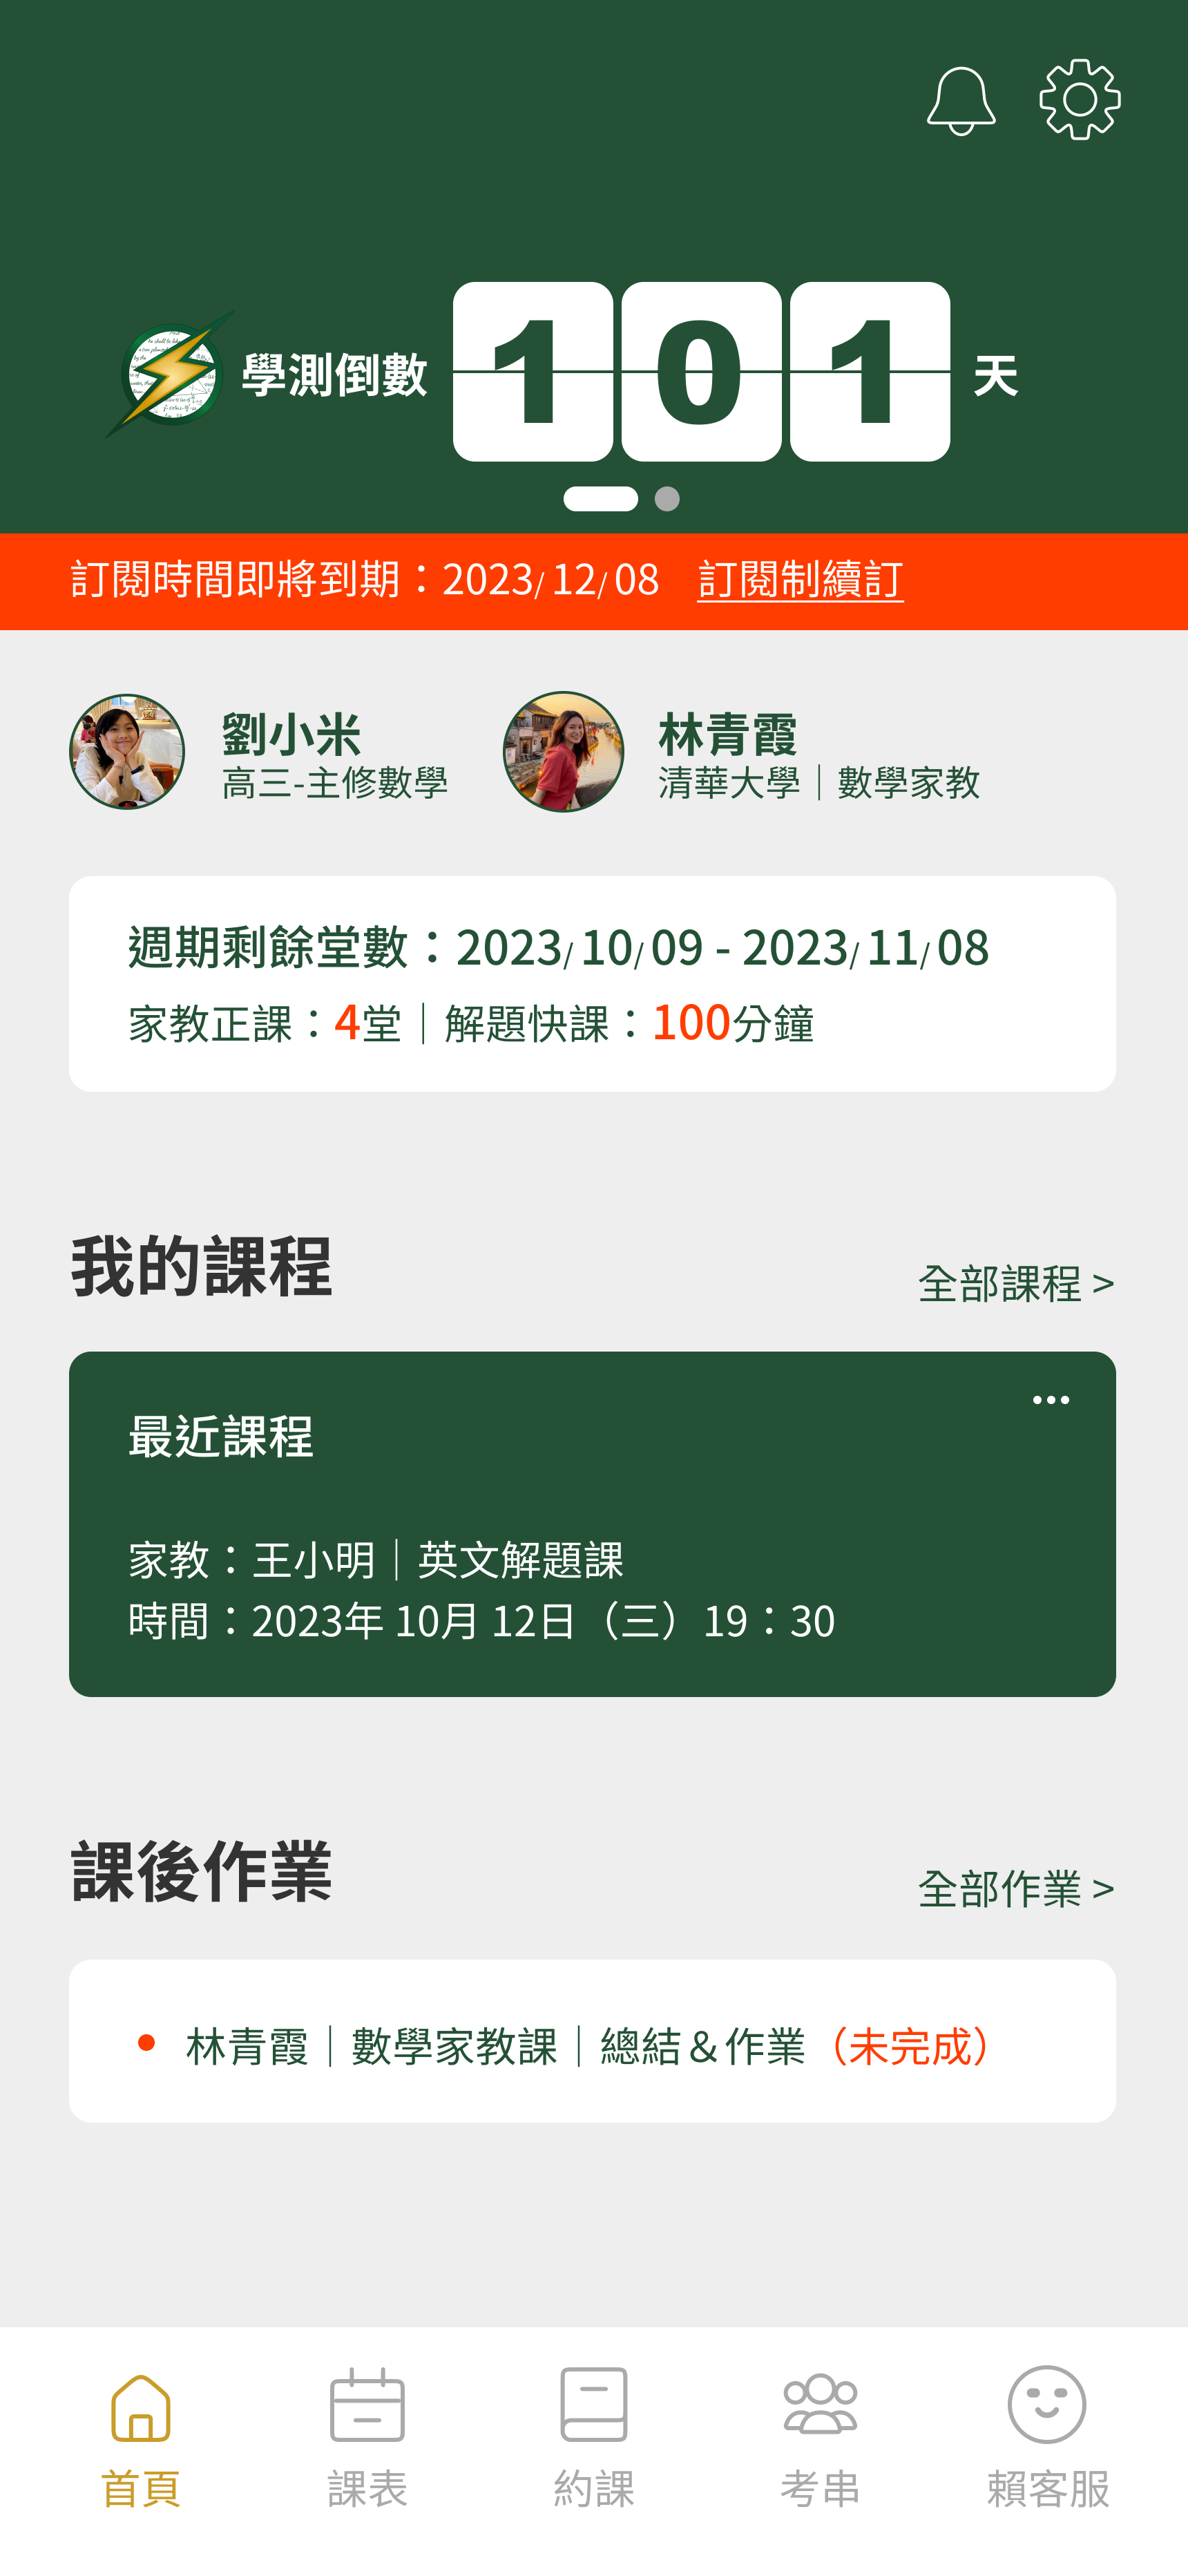 學測倒數 101 天
訂閱時間即將到期：2023/ 12/ 08 訂閱制續訂
劉小米
高三-主修數學
林青霞
清華大學｜數學家教
週期剩餘堂數：2023/ 10/ 09 - 2023/ 11/ 08
家教正課：4堂｜解題快課：100分鐘
我的課程
全部課程 >
最近課程
家教：王小明｜英文解題課
時間：2023年 10月 12日（三）19：30
課後作業
全部作業 >
林青霞｜數學家教課｜總結＆作業（未完成）
首頁
課表
約課
考串
賴客服